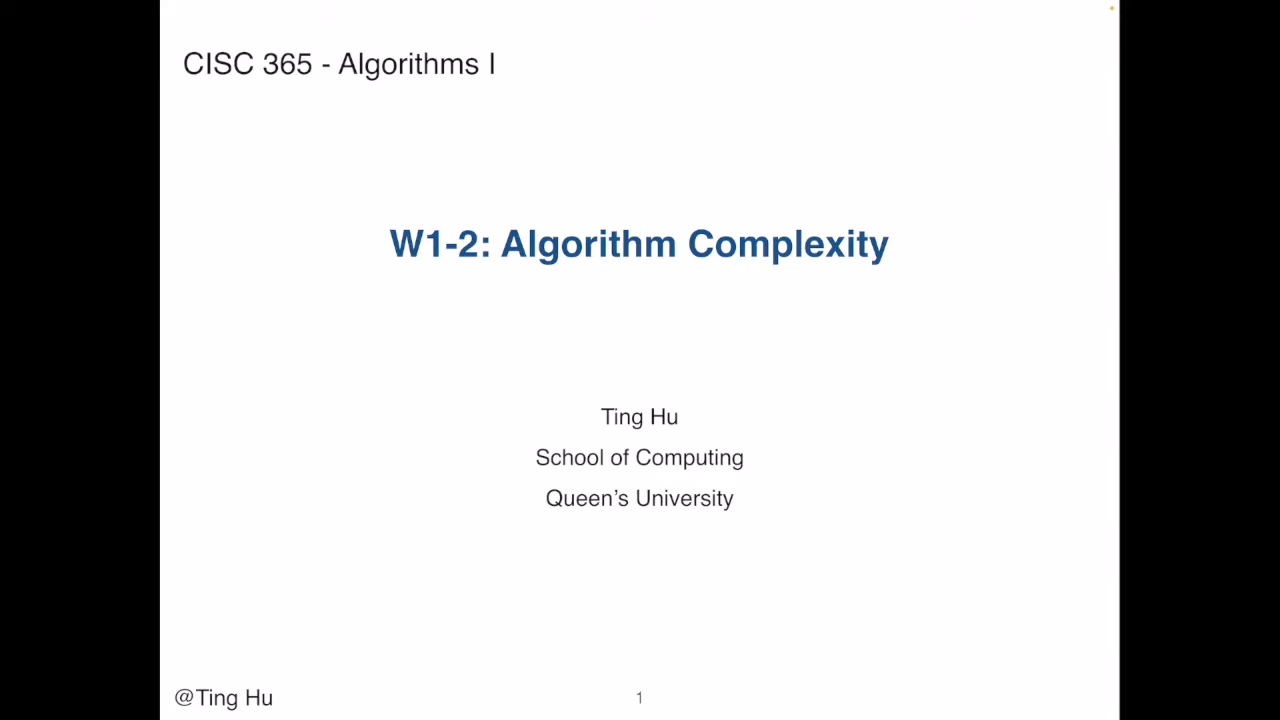 CISC 365 - Algorithms I
W1-2: Algorithm Complexity
Ting Hu
School of Computing
Queen’s University
@Ting Hu
1